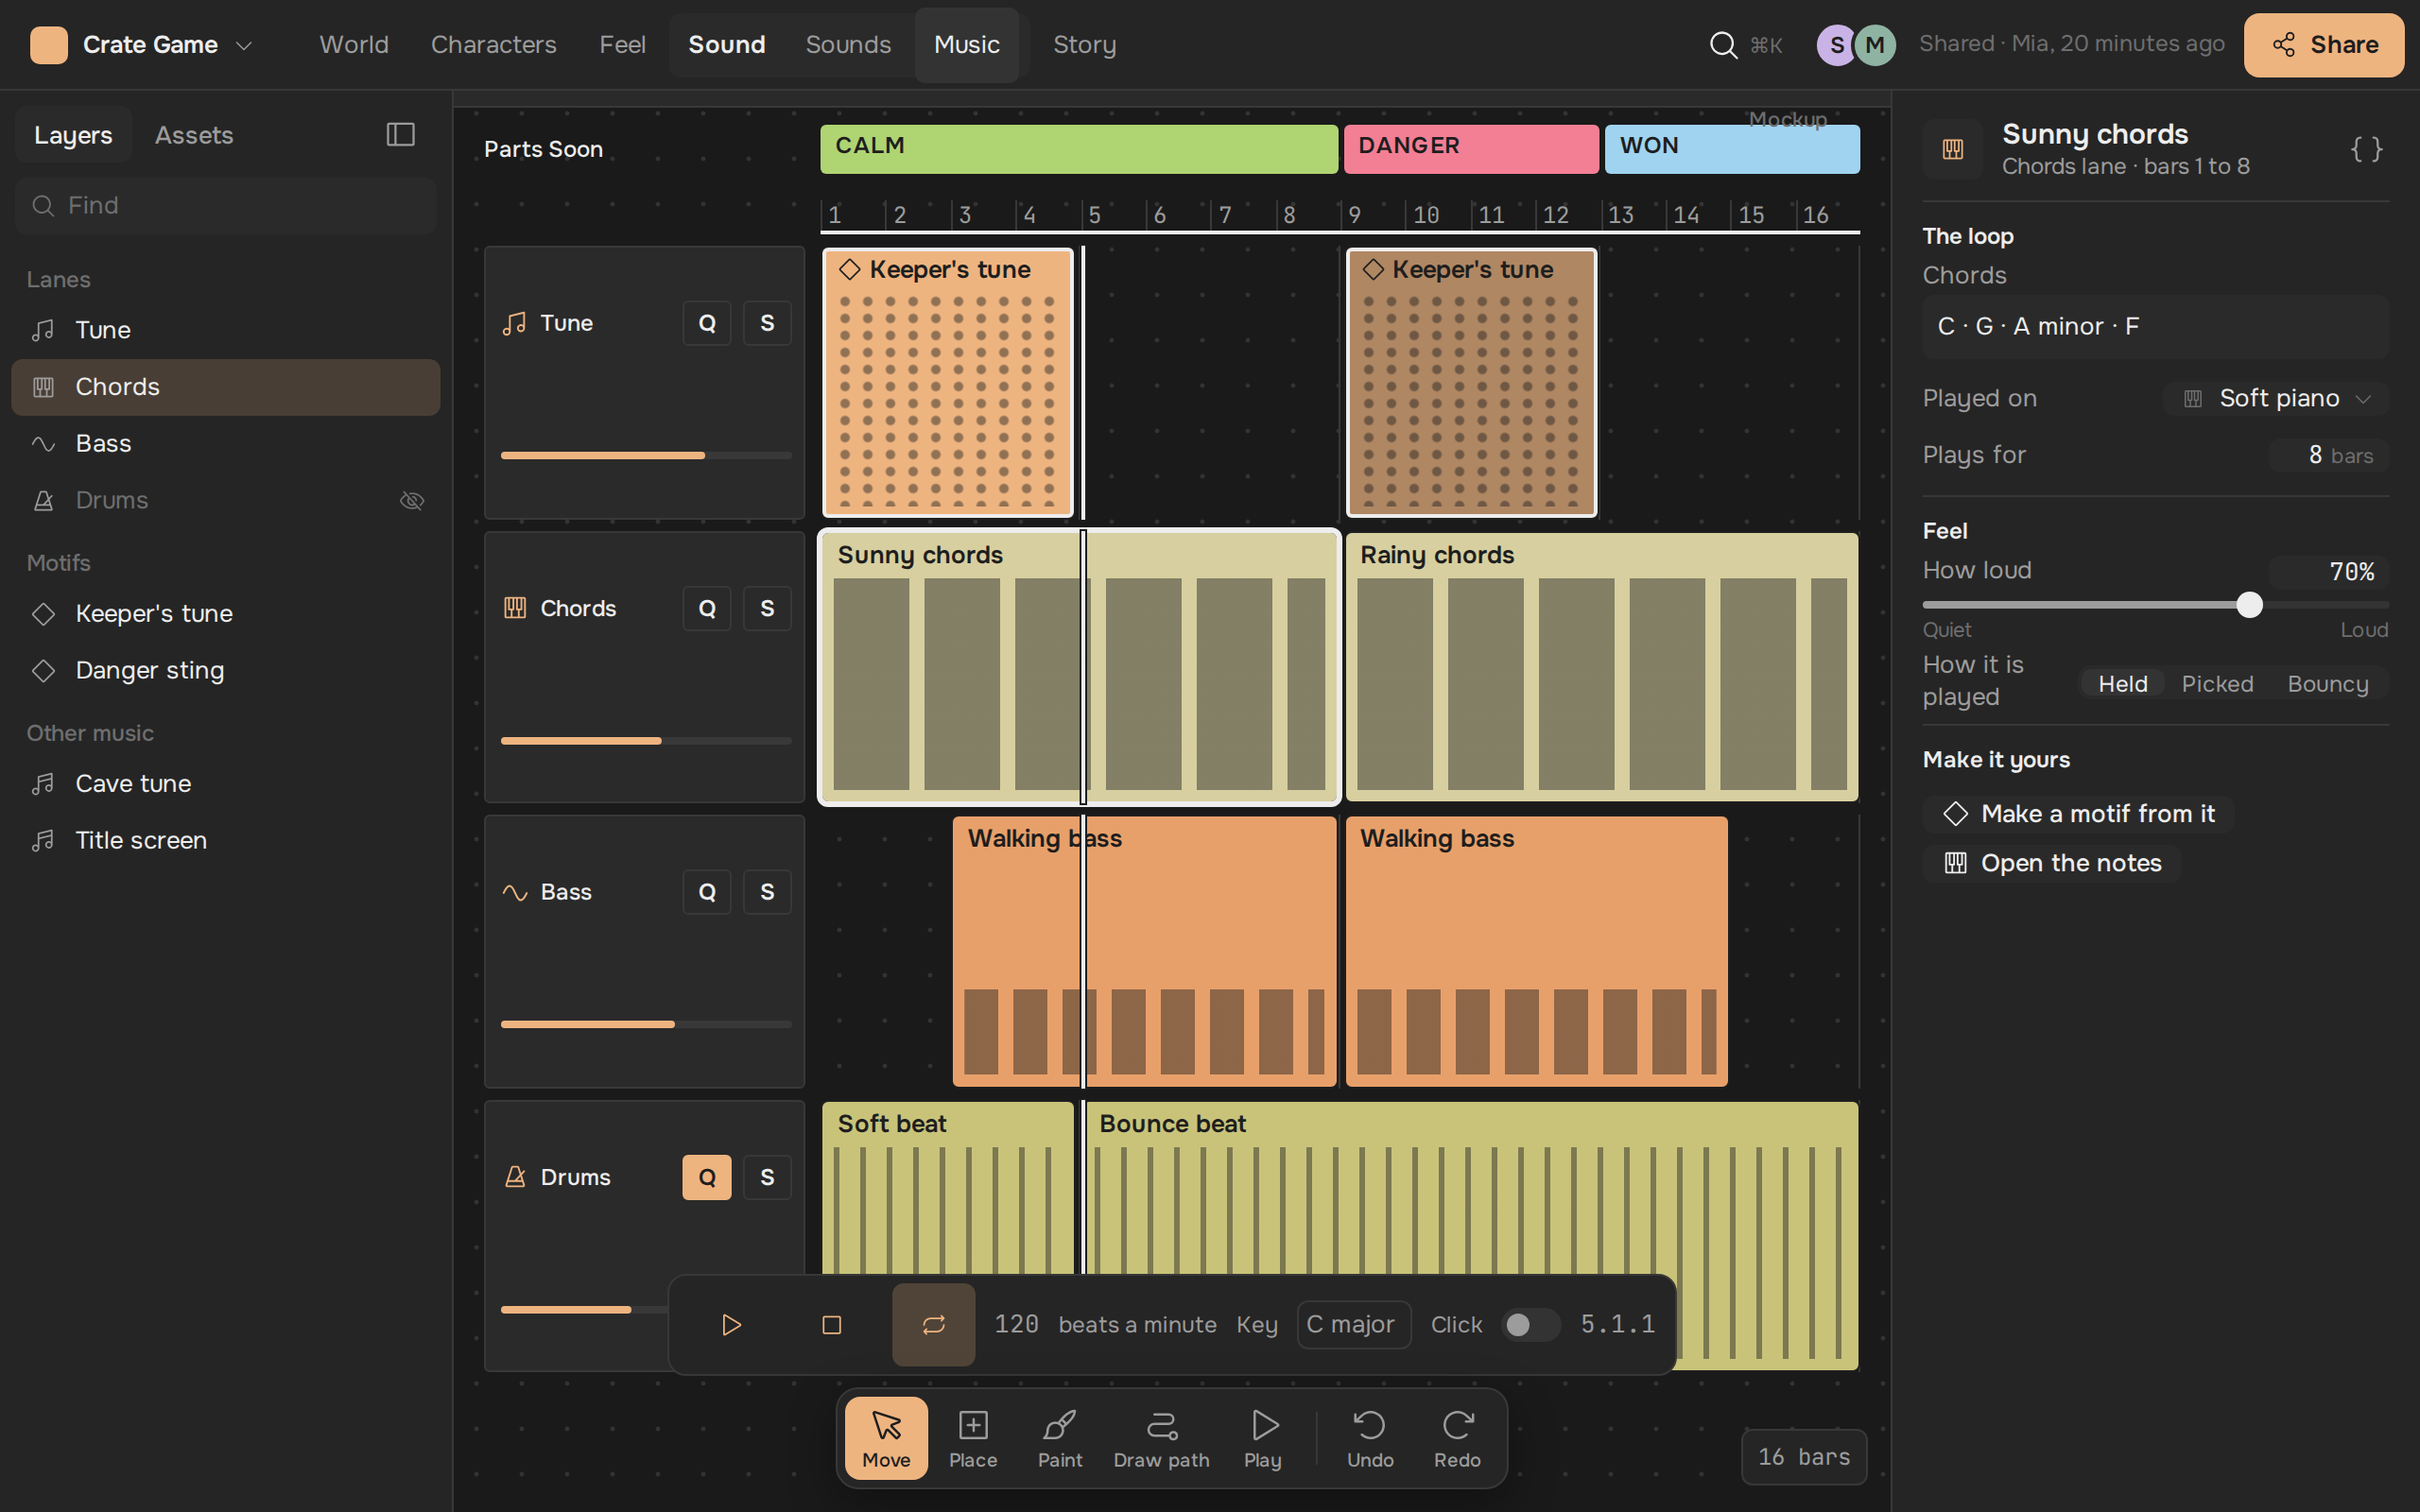 Crate Game World Characters Feel Sound Sounds Music Story ⌘K S M Shared · Mia, 20 minutes ago Share
Layers Assets
Find
Lanes
Tune
Chords
Bass
Drums
Motifs
Keeper's tune
Danger sting
Other music
Cave tune
Title screen
Mockup
Parts Soon CALM DANGER WON
1 2 3 4 5 6 7 8 9 10 11 12 13 14 15 16
Tune Q S
Keeper's tune Keeper's tune
Chords Q S
Sunny chords Rainy chords
Bass Q S
Walking bass Walking bass
Drums Q S
Soft beat Bounce beat
120 beats a minute Key C major Click 5.1.1
Move Place Paint Draw path Play Undo Redo
16 bars
Sunny chords
Chords lane · bars 1 to 8
The loop
Chords
C · G · A minor · F
Played on Soft piano
Plays for 8 bars
Feel
How loud 70%
Quiet Loud
How it is
played
Held Picked Bouncy
Make it yours
Make a motif from it
Open the notes